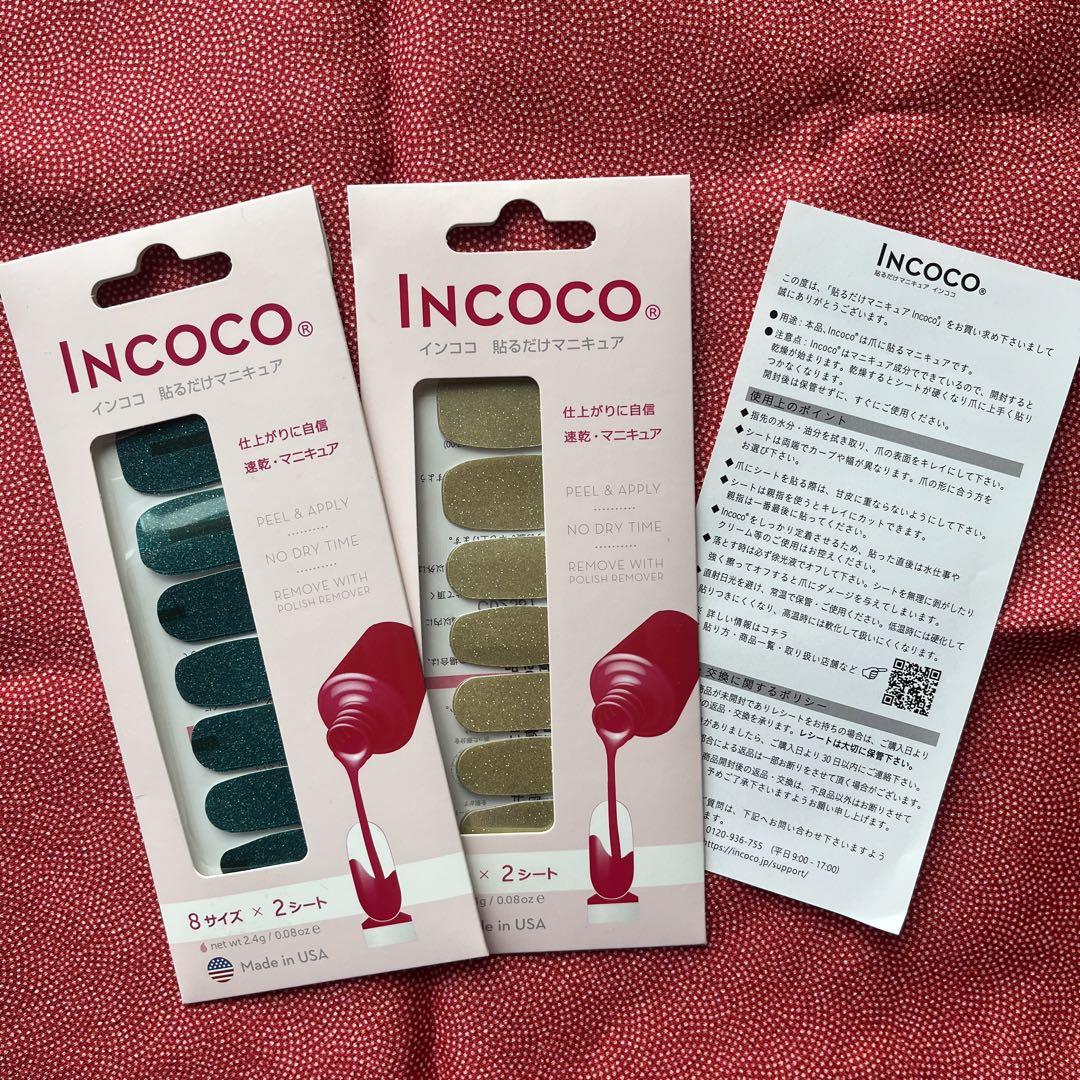 INCOCO®
インココ 貼るだけマニキュア
仕上がりに自信
速乾・マニキュア
PEEL & APPLY
NO DRY TIME
REMOVE WITH
POLISH REMOVER
8サイズ × 2シート
net wt 2.4g / 0.08oz e
Made in USA
INCOCO®
インココ 貼るだけマニキュア
仕上がりに自信
速乾・マニキュア
PEEL & APPLY
NO DRY TIME
REMOVE WITH
POLISH REMOVER
× 2シート
g / 0.08oz e
in USA
INCOCO®
貼るだけマニキュア インココ
この度は、「貼るだけマニキュア Incoco®」をお買い求め下さいまして
誠にありがとうございます。
●用途：本品、Incoco®は爪に貼るマニキュアです。
●注意点：Incoco®はマニキュア成分でできているので、開封すると
乾燥が始まります。乾燥するとシートが硬くなり爪に上手く貼り
つかなくなります。
開封後は保管せずに、すぐにご使用ください。
使用上のポイント
◆指先の水分・油分を拭き取り、爪の表面をキレイにして下さい。
◆シートは両端でカーブや幅が異なります。爪の形に合う方を
お選び下さい。
◆爪にシートを貼る際は、甘皮に重ならないようにして下さい。
◆シートは親指を使うとキレイにカットできます。
親指は一番最後に貼ってください。
◆Incoco®をしっかり定着させるため、貼った直後は水仕事や
クリーム等のご使用はお控えください。
◆落とす時は必ず除光液でオフして下さい。シートを無理に剥がしたり
強く擦ってオフすると爪にダメージを与えてしまいます。
直射日光を避け、常温で保管・ご使用ください。低温時には硬化して
貼りつきにくくなり、高温時には軟化して扱いにくくなります。
※ 詳しい情報はコチラ
貼り方・商品一覧・取り扱い店舗など
交換に関するポリシー
商品が未開封でありレシートをお持ちの場合は、ご購入日より
の返品・交換を承ります。レシートは大切に保管下さい。
がありましたら、ご購入日より30日以内にご連絡下さい。
都合による返品は一部お断りをさせて頂く場合がございます。
商品開封後の返品・交換は、不良品以外はお断りさせて
予めご了承下さいますようお願い申し上げます。
質問は、下記へお問い合わせ下さいますよう
ます。
0120-936-755 (平日9:00 - 17:00)
https://incoco.jp/support/